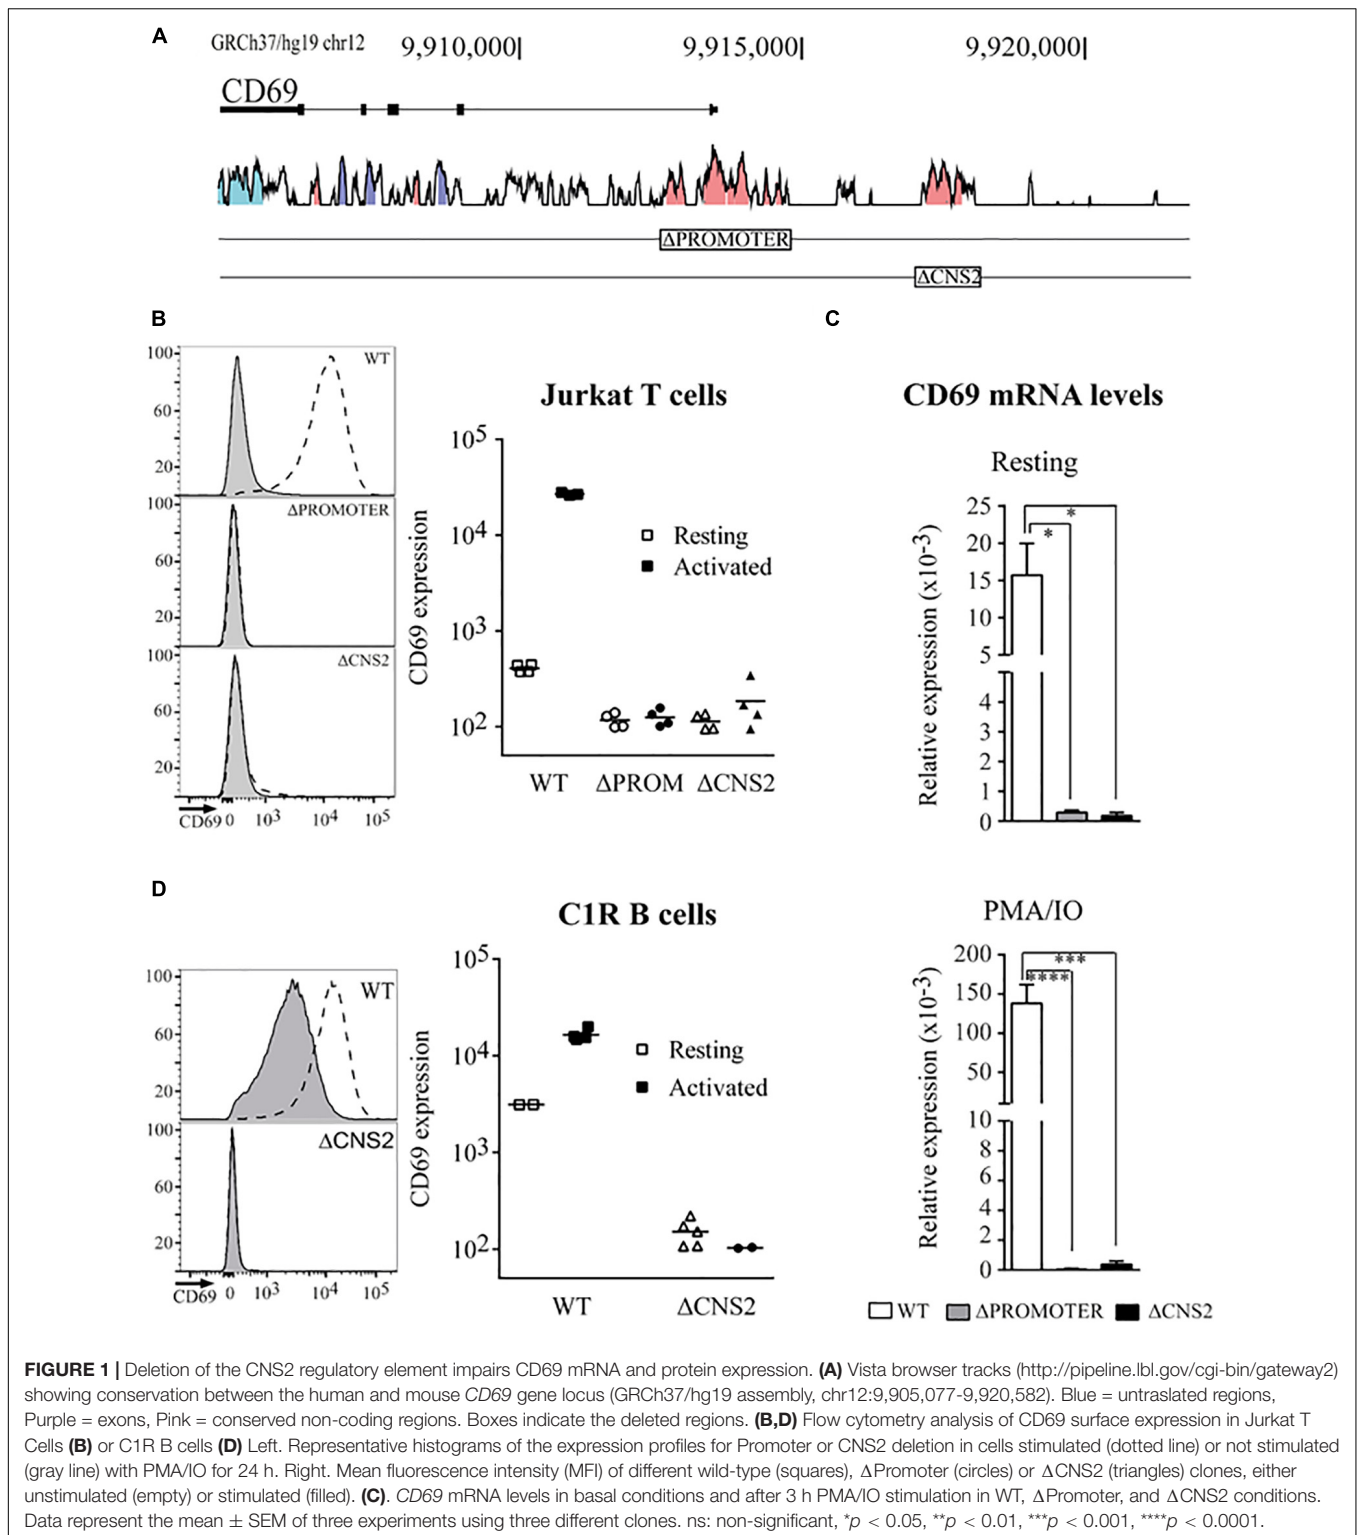 A
GRCh37/hg19 chr12
9,910,000|
9,915,000|
9,920,000|
CD69
ΔPROMOTER
ΔCNS2
B
100
60
20
WT
100
60
20
ΔPROMOTER
100
60
20
ΔCNS2
CD69 0 10³ 10⁴ 10⁵
Jurkat T cells
CD69 expression
10⁵
10⁴
10³
10²
Resting
Activated
WT ΔPROM ΔCNS2
C
CD69 mRNA levels
Resting
Relative expression (x10⁻³)
25
20
15
10
5
4
3
2
1
0
*
*
D
100
60
20
WT
100
60
20
ΔCNS2
CD69 0 10³ 10⁴ 10⁵
C1R B cells
CD69 expression
10⁵
10⁴
10³
10²
Resting
Activated
WT ΔCNS2
PMA/IO
Relative expression (x10⁻³)
200
150
100
50
10
8
6
4
2
0
***
****
WT ΔPROMOTER ΔCNS2
FIGURE 1 | Deletion of the CNS2 regulatory element impairs CD69 mRNA and protein expression. (A) Vista browser tracks (http://pipeline.lbl.gov/cgi-bin/gateway2)
showing conservation between the human and mouse CD69 gene locus (GRCh37/hg19 assembly, chr12:9,905,077-9,920,582). Blue = untraslated regions,
Purple = exons, Pink = conserved non-coding regions. Boxes indicate the deleted regions. (B,D) Flow cytometry analysis of CD69 surface expression in Jurkat T
Cells (B) or C1R B cells (D) Left. Representative histograms of the expression profiles for Promoter or CNS2 deletion in cells stimulated (dotted line) or not stimulated
(gray line) with PMA/IO for 24 h. Right. Mean fluorescence intensity (MFI) of different wild-type (squares), ΔPromoter (circles) or ΔCNS2 (triangles) clones, either
unstimulated (empty) or stimulated (filled). (C). CD69 mRNA levels in basal conditions and after 3 h PMA/IO stimulation in WT, ΔPromoter, and ΔCNS2 conditions.
Data represent the mean ± SEM of three experiments using three different clones. ns: non-significant, *p < 0.05, **p < 0.01, ***p < 0.001, ****p < 0.0001.